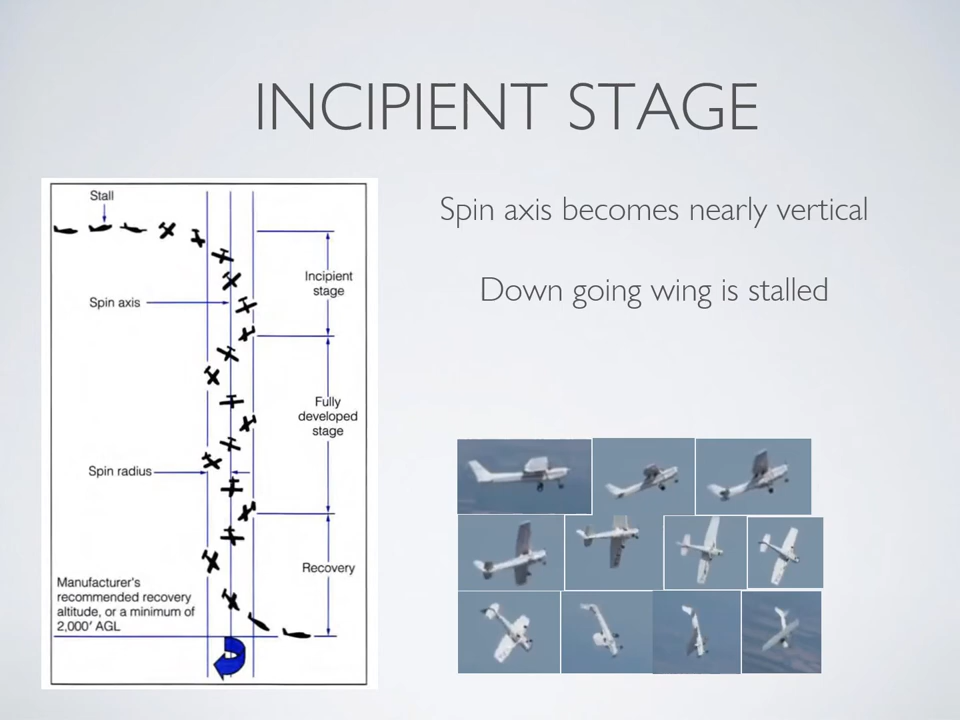 INCIPIENT STAGE
Spin axis becomes nearly vertical
Down going wing is stalled
Stall
Incipient
stage
Spin axis
Fully
developed
stage
Spin radius
Recovery
Manufacturer's
recommended recovery
altitude, or a minimum of
2,000' AGL